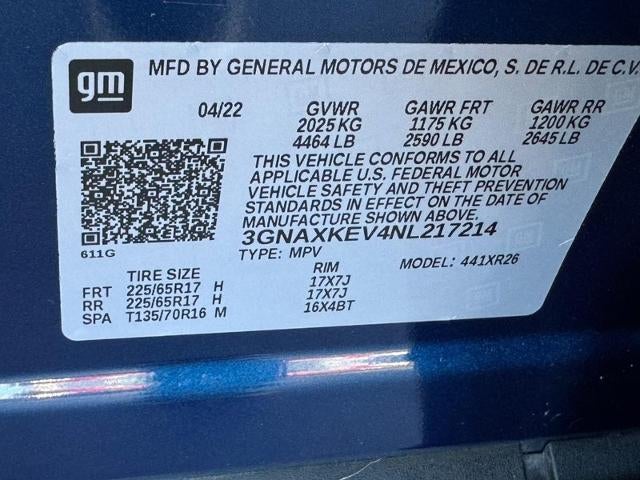 gm MFD BY GENERAL MOTORS DE MEXICO, S. DE R.L. DE C.V.
04/22 GVWR GAWR FRT GAWR RR
2025 KG 1175 KG 1200 KG
4464 LB 2590 LB 2645 LB
THIS VEHICLE CONFORMS TO ALL
APPLICABLE U.S. FEDERAL MOTOR
VEHICLE SAFETY AND THEFT PREVENTION
STANDARDS IN EFFECT ON THE DATE OF
MANUFACTURE SHOWN ABOVE.
3GNAXKEV4NL217214
611G TYPE: MPV MODEL: 441XR26
TIRE SIZE RIM
FRT 225/65R17 H 17X7J
RR 225/65R17 H 17X7J
SPA T135/70R16 M 16X4BT